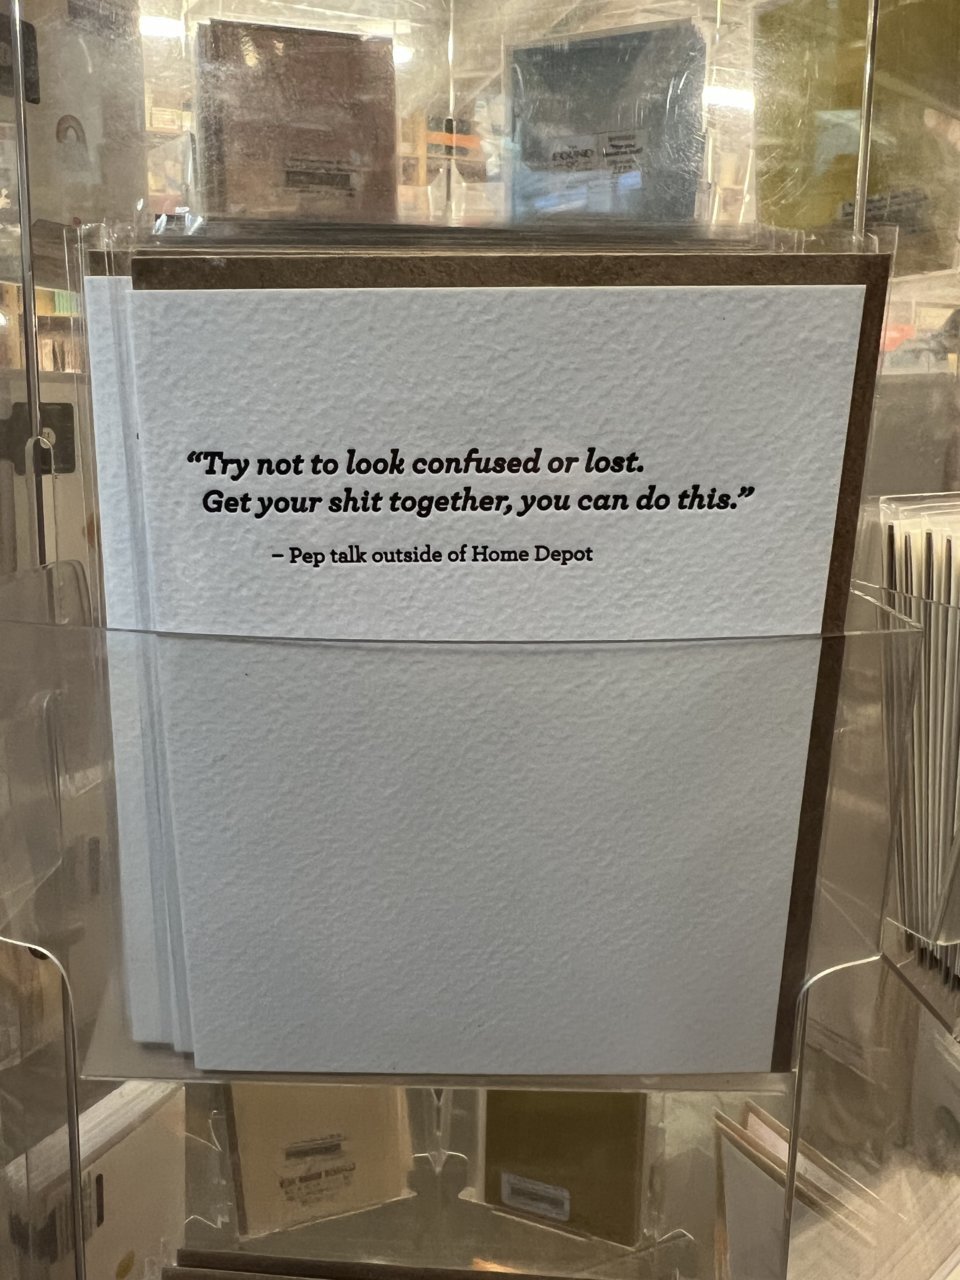 “Try not to look confused or lost.
Get your shit together, you can do this.”
– Pep talk outside of Home Depot